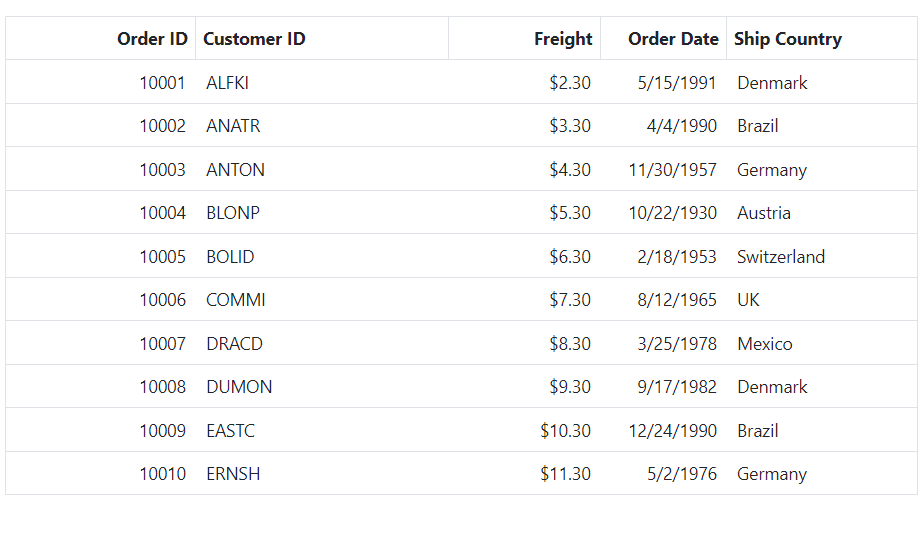 Order ID Customer ID Freight Order Date Ship Country
10001 ALFKI $2.30 5/15/1991 Denmark
10002 ANATR $3.30 4/4/1990 Brazil
10003 ANTON $4.30 11/30/1957 Germany
10004 BLONP $5.30 10/22/1930 Austria
10005 BOLID $6.30 2/18/1953 Switzerland
10006 COMMI $7.30 8/12/1965 UK
10007 DRACD $8.30 3/25/1978 Mexico
10008 DUMON $9.30 9/17/1982 Denmark
10009 EASTC $10.30 12/24/1990 Brazil
10010 ERNSH $11.30 5/2/1976 Germany